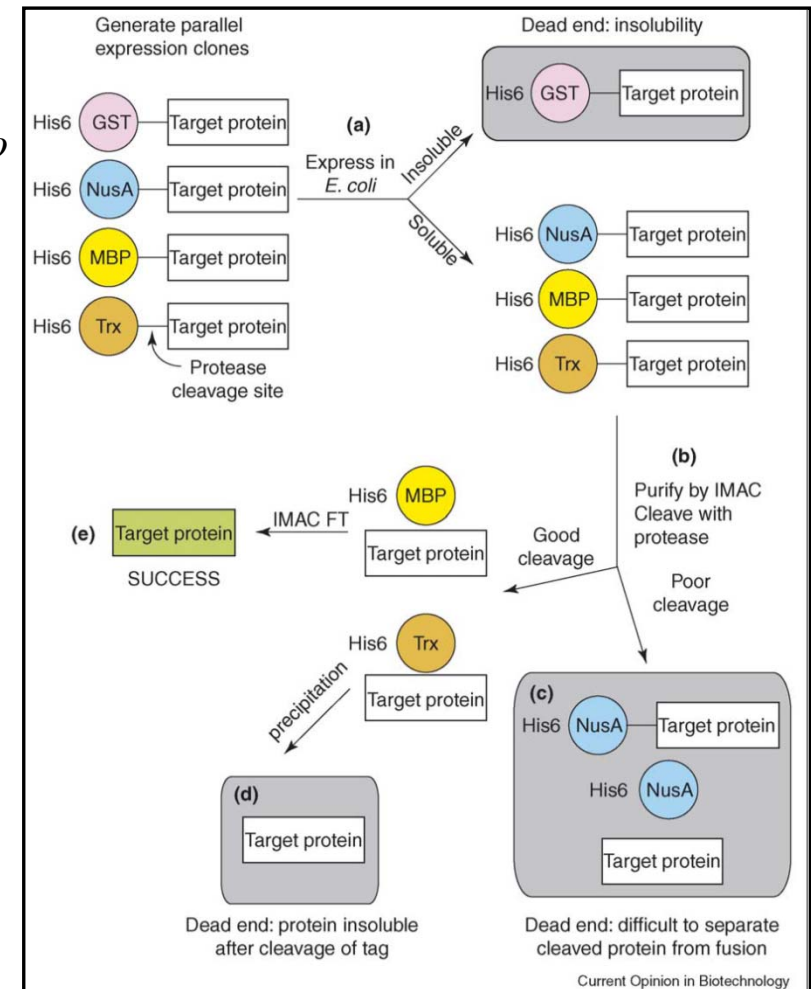 Generate parallel
expression clones
Dead end: insolubility
His6 GST Target protein
His6 NusA Target protein
His6 MBP Target protein
His6 Trx Target protein
Protease
cleavage site
(a)
Express in
E. coli
Insoluble
Soluble
His6 GST Target protein
His6 NusA Target protein
His6 MBP Target protein
His6 Trx Target protein
(b)
Purify by IMAC
Cleave with
protease
Good
cleavage
Poor
cleavage
His6 MBP
Target protein
IMAC FT
(e) Target protein
SUCCESS
His6 Trx
Target protein
precipitation
(c)
His6 NusA Target protein
His6 NusA
Target protein
Dead end: difficult to separate
cleaved protein from fusion
(d)
Target protein
Dead end: protein insoluble
after cleavage of tag
Current Opinion in Biotechnology